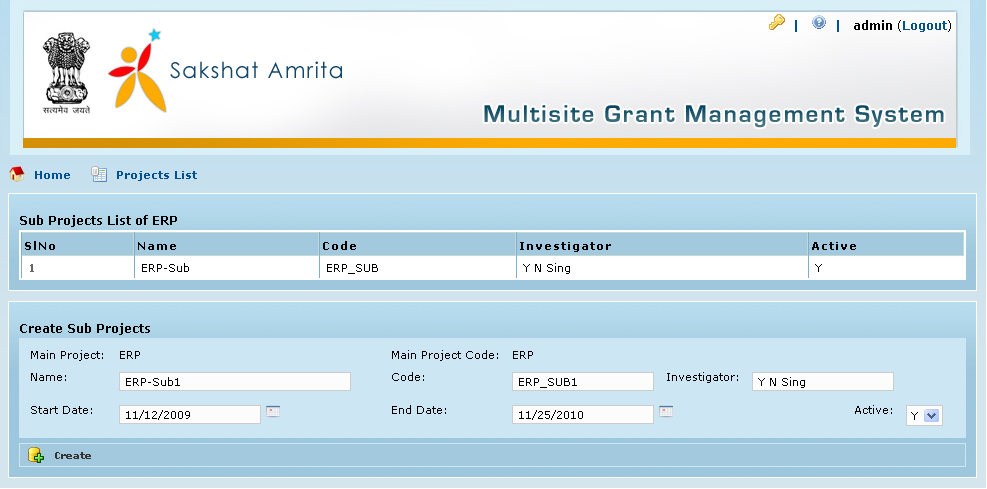 admin (Logout)
सत्यमेव जयते
Sakshat Amrita
Multisite Grant Management System
Home Projects List
Sub Projects List of ERP
SlNo Name Code Investigator Active
1 ERP-Sub ERP_SUB Y N Sing Y
Create Sub Projects
Main Project: ERP Main Project Code: ERP
Name: ERP-Sub1 Code: ERP_SUB1 Investigator: Y N Sing
Start Date: 11/12/2009 End Date: 11/25/2010 Active: Y
Create